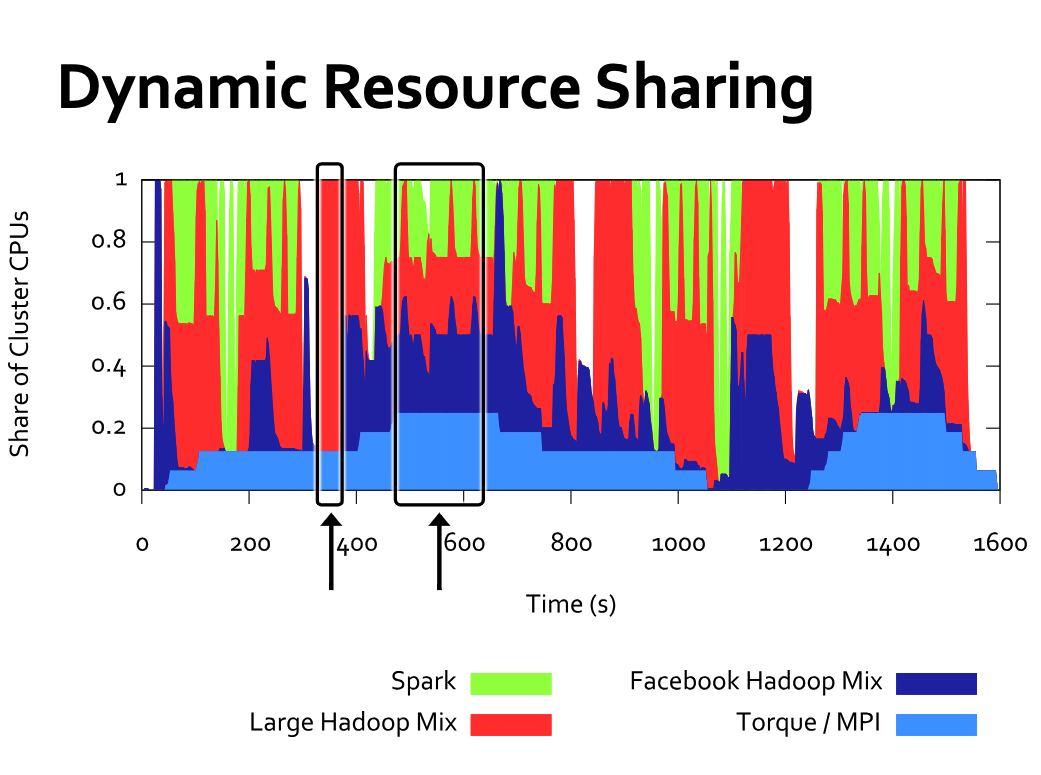 Dynamic Resource Sharing
Share of Cluster CPUs
1
0.8
0.6
0.4
0.2
0
0 200 400 600 800 1000 1200 1400 1600
Time (s)
Spark Facebook Hadoop Mix
Large Hadoop Mix Torque / MPI